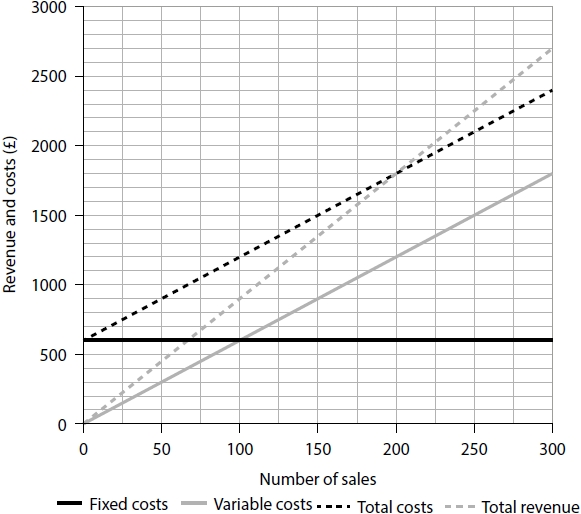 3000
2500
2000
1500
1000
500
0
Revenue and costs (£)
0 50 100 150 200 250 300
Number of sales
Fixed costs Variable costs Total costs Total revenue